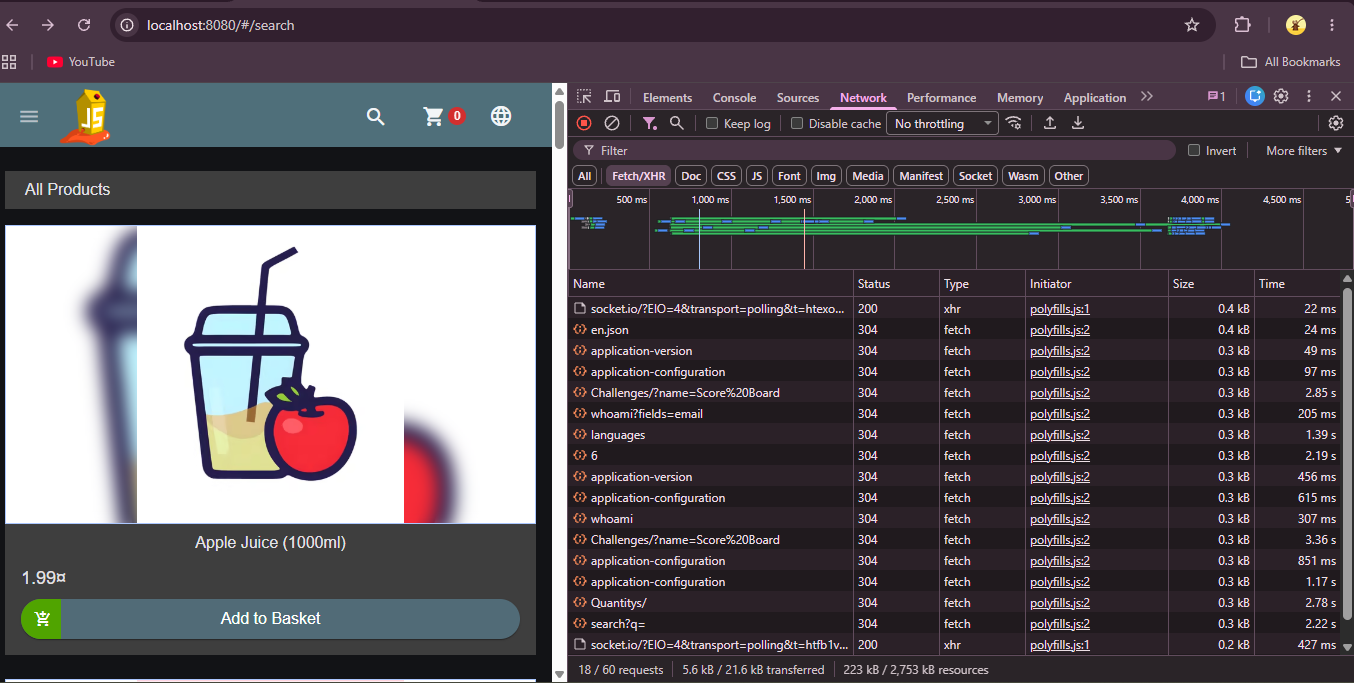 localhost:8080/#/search
YouTube
All Bookmarks
JS
0
All Products
Apple Juice (1000ml)
1.99¤
Add to Basket
Elements Console Sources Network Performance Memory Application 1
Keep log Disable cache No throttling
Filter Invert More filters
All Fetch/XHR Doc CSS JS Font Img Media Manifest Socket Wasm Other
500 ms 1,000 ms 1,500 ms 2,000 ms 2,500 ms 3,000 ms 3,500 ms 4,000 ms 4,500 ms 5
Name Status Type Initiator Size Time
socket.io/?EIO=4&transport=polling&t=htexo... 200 xhr polyfills.js:1 0.4 kB 22 ms
en.json 304 fetch polyfills.js:2 0.4 kB 24 ms
application-version 304 fetch polyfills.js:2 0.3 kB 49 ms
application-configuration 304 fetch polyfills.js:2 0.3 kB 97 ms
Challenges/?name=Score%20Board 304 fetch polyfills.js:2 0.3 kB 2.85 s
whoami?fields=email 304 fetch polyfills.js:2 0.3 kB 205 ms
languages 304 fetch polyfills.js:2 0.3 kB 1.39 s
6 304 fetch polyfills.js:2 0.3 kB 2.19 s
application-version 304 fetch polyfills.js:2 0.3 kB 456 ms
application-configuration 304 fetch polyfills.js:2 0.3 kB 615 ms
whoami 304 fetch polyfills.js:2 0.3 kB 307 ms
Challenges/?name=Score%20Board 304 fetch polyfills.js:2 0.3 kB 3.36 s
application-configuration 304 fetch polyfills.js:2 0.3 kB 851 ms
application-configuration 304 fetch polyfills.js:2 0.3 kB 1.17 s
Quantitys/ 304 fetch polyfills.js:2 0.3 kB 2.78 s
search?q= 304 fetch polyfills.js:2 0.3 kB 2.22 s
socket.io/?EIO=4&transport=polling&t=htfb1v... 200 xhr polyfills.js:1 0.2 kB 427 ms
18 / 60 requests 5.6 kB / 21.6 kB transferred 223 kB / 2,753 kB resources